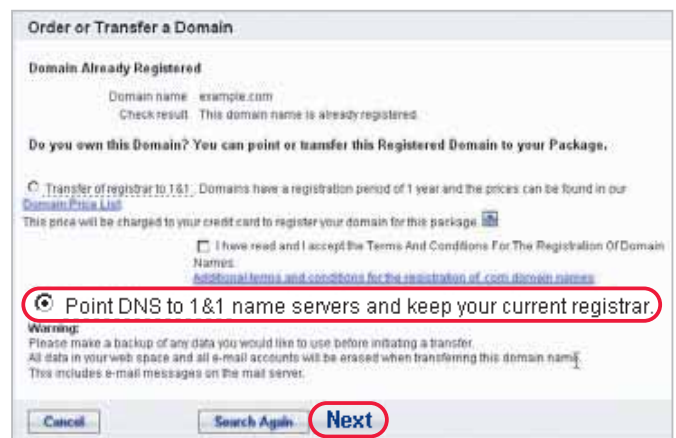 Order or Transfer a Domain
Domain Already Registered
Domain name example.com
Check result This domain name is already registered.
Do you own this Domain? You can point or transfer this Registered Domain to your Package.
Transfer of registrar to 1&1. Domains have a registration period of 1 year and the prices can be found in our
Domain Price List
This price will be charged to your credit card to register your domain for this package.
I have read and I accept the Terms And Conditions For The Registration Of Domain
Names.
Additional terms and conditions for the registration of .com domain names
Point DNS to 1&1 name servers and keep your current registrar.
Warning:
Please make a backup of any data you would like to use before initiating a transfer.
All data in your web space and all e-mail accounts will be erased when transferring this domain name.
This includes e-mail messages on the mail server.
Cancel Search Again Next